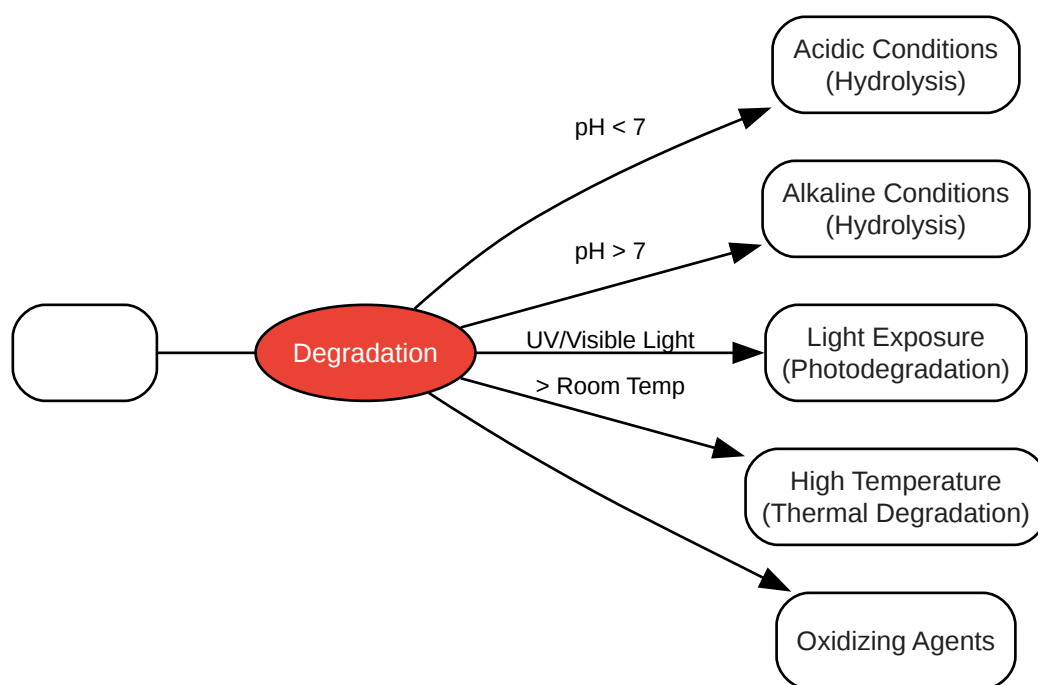 Acidic Conditions
(Hydrolysis)
pH < 7
Alkaline Conditions
(Hydrolysis)
pH > 7
Degradation
UV/Visible Light
Light Exposure
(Photodegradation)
> Room Temp
High Temperature
(Thermal Degradation)
Oxidizing Agents